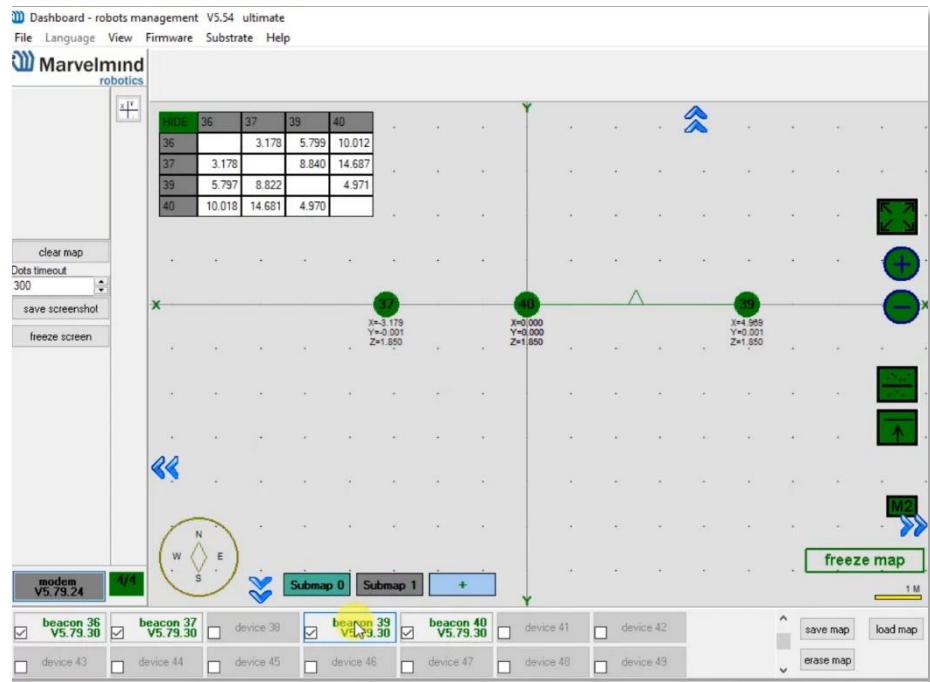 Dashboard - robots management V5.54 ultimate
File Language View Firmware Substrate Help
Marvelmind
robotics
X Y
HIDE 36 37 39 40
36 3.178 5.799 10.012
37 3.178 8.840 14.687
39 5.797 8.822 4.971
40 10.018 14.681 4.970
Y
clear map
Dots timeout
300
save screenshot
freeze screen
X 37 40 39 X
X=-3.179 X=0.000 X=4.969
Y=-0.001 Y=0.000 Y=0.001
Z=1.850 Z=1.850 Z=1.850
M2
N
W E
S
freeze map
modem
V5.79.24
4/4
Submap 0 Submap 1 +
Y
1 M
beacon 36 beacon 37 device 38 beacon 39 beacon 40 device 41 device 42
V5.79.30 V5.79.30 V5.79.30 V5.79.30
save map load map
device 43 device 44 device 45 device 46 device 47 device 48 device 49
erase map